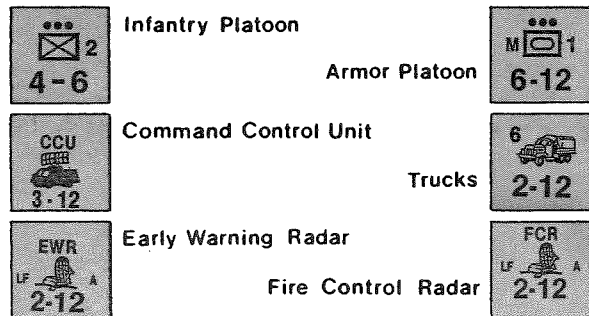 Infantry Platoon
2
4-6
M 1
Armor Platoon
6-12
CCU
3-12
Command Control Unit
6
Trucks
2-12
EWR
LF A
2-12
Early Warning Radar
FCR
LF A
Fire Control Radar
2-12